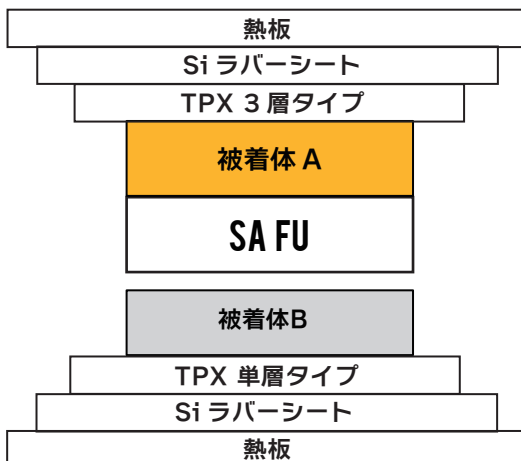 熱板
Si ラバーシート
TPX 3 層タイプ
被着体 A
SA FU
被着体B
TPX 単層タイプ
Si ラバーシート
熱板